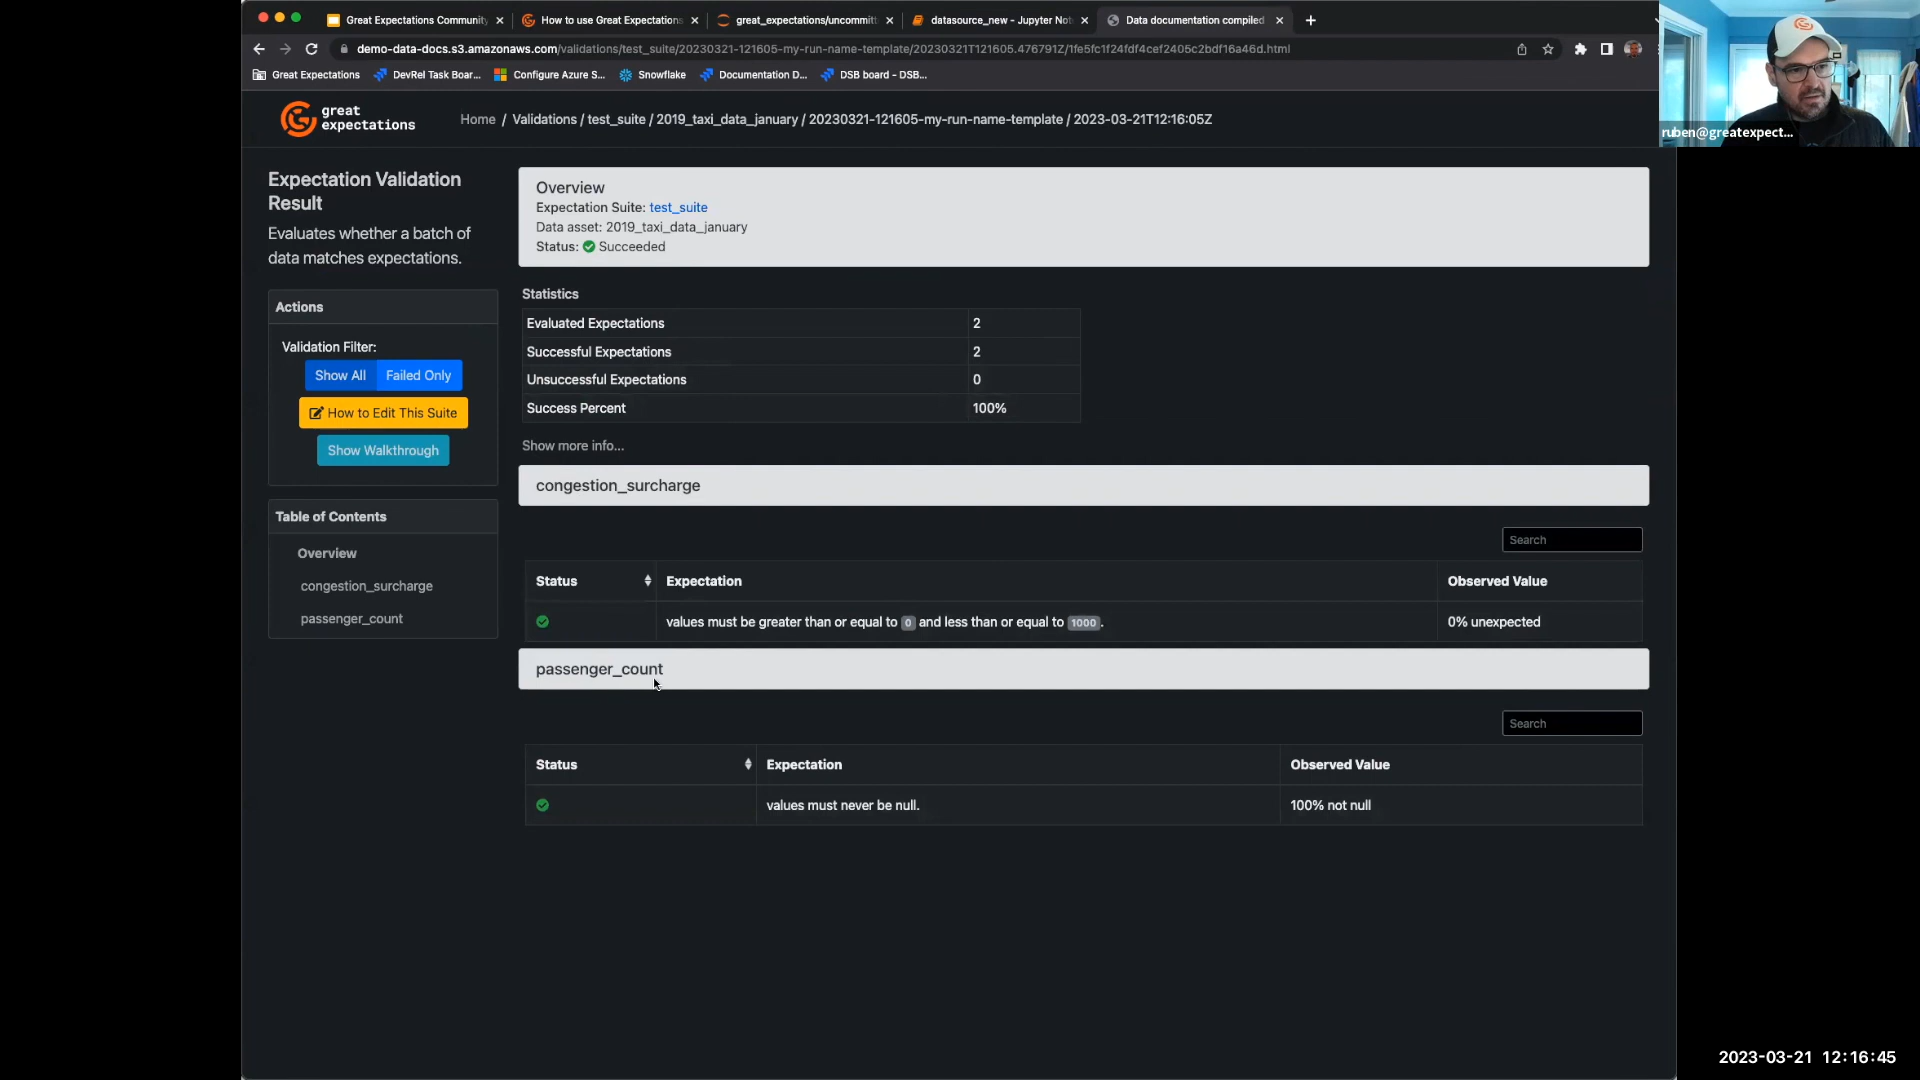 Great Expectations Community
How to use Great Expectations
great_expectations/uncommitt
datasource_new - Jupyter Not
Data documentation compiled
demo-data-docs.s3.amazonaws.com/validations/test_suite/20230321-121605-my-run-name-template/20230321T121605.476791Z/1fe5fc1f24fdf4cef2405c2bdf16a46d.html
Great Expectations
DevRel Task Boar...
Configure Azure S...
Snowflake
Documentation D...
DSB board - DSB...
ruben@greatexpect...
great
expectations
Home / Validations / test_suite / 2019_taxi_data_january / 20230321-121605-my-run-name-template / 2023-03-21T12:16:05Z
Expectation Validation
Result
Evaluates whether a batch of
data matches expectations.
Actions
Validation Filter:
Show All
Failed Only
How to Edit This Suite
Show Walkthrough
Table of Contents
Overview
congestion_surcharge
passenger_count
Overview
Expectation Suite: test_suite
Data asset: 2019_taxi_data_january
Status: Succeeded
Statistics
Evaluated Expectations 2
Successful Expectations 2
Unsuccessful Expectations 0
Success Percent 100%
Show more info...
congestion_surcharge
Search
Status Expectation Observed Value
values must be greater than or equal to 0 and less than or equal to 1000. 0% unexpected
passenger_count
Search
Status Expectation Observed Value
values must never be null. 100% not null
2023-03-21 12:16:45